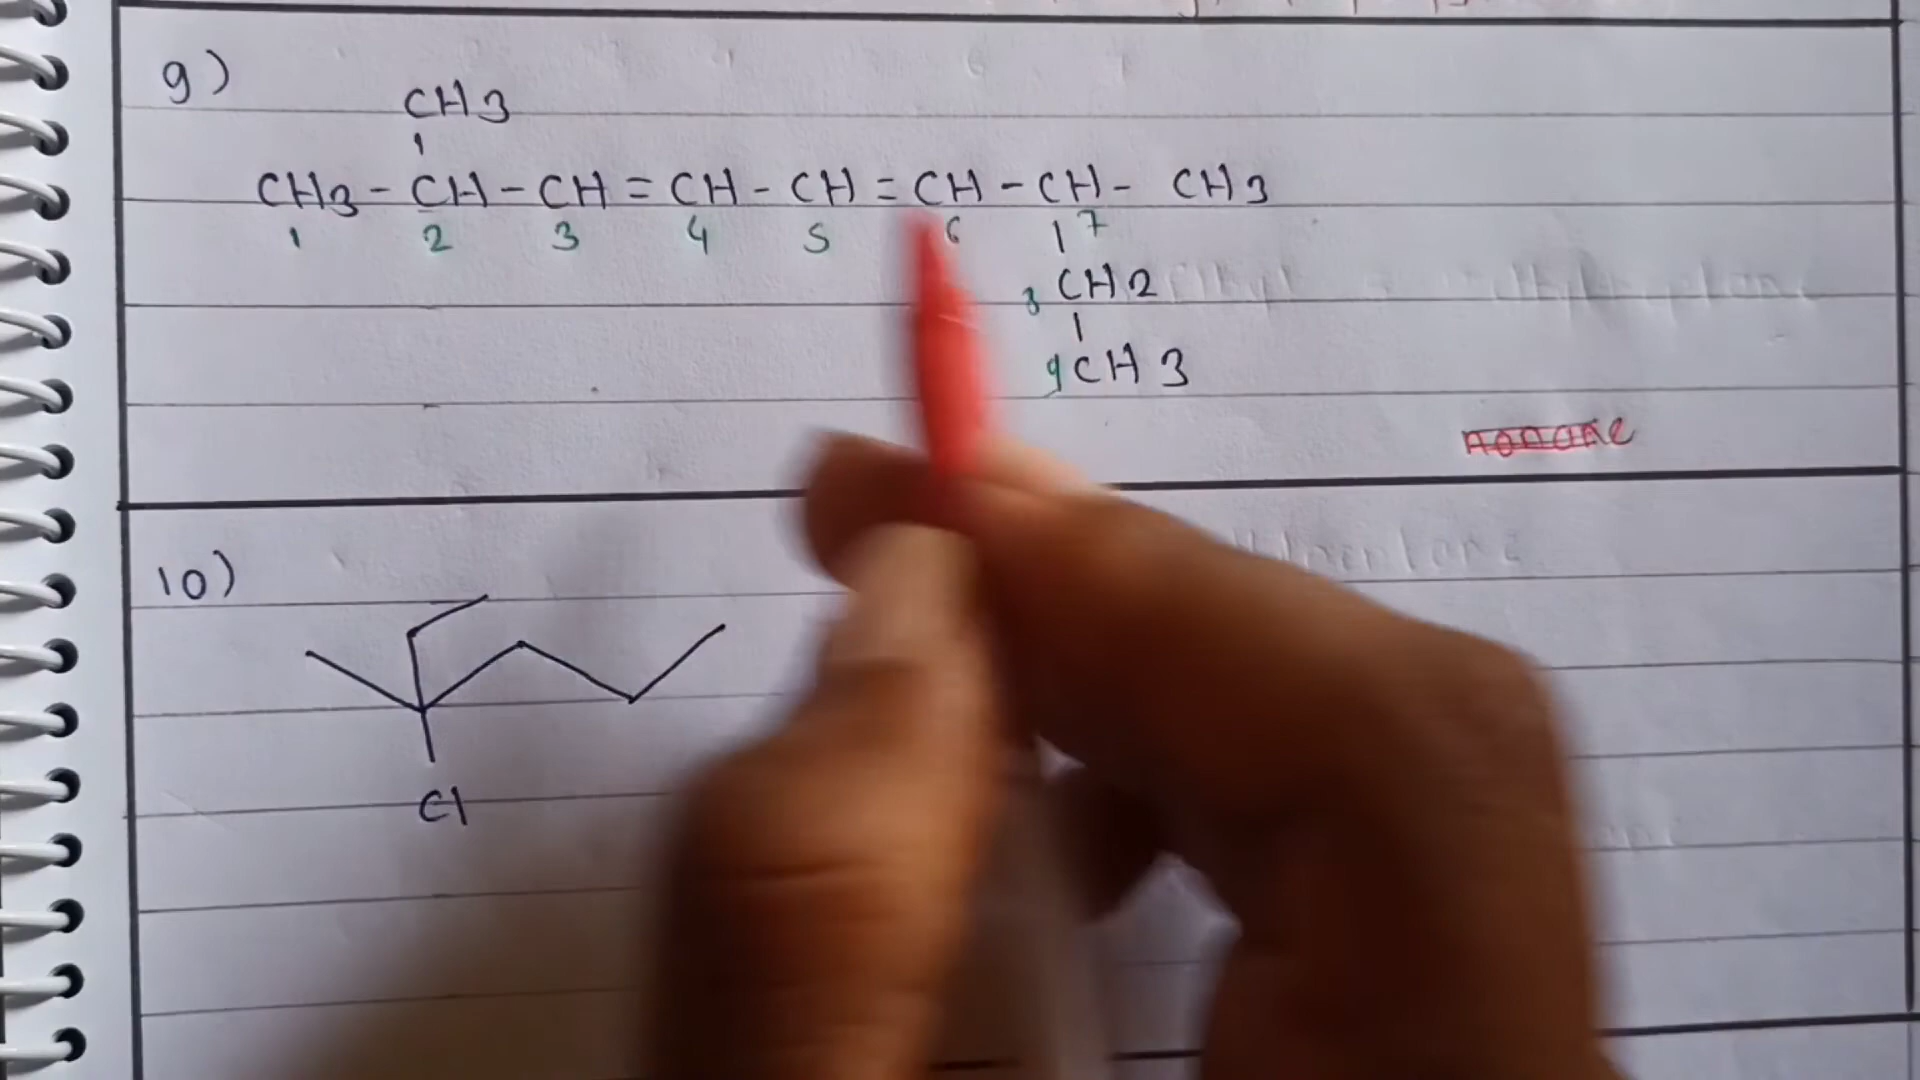 9)
CH3
CH3-CH-CH=CH-CH=CH-CH-CH3
1 2 3 4 5 6 7
8 CH2
9 CH3
10)
Cl